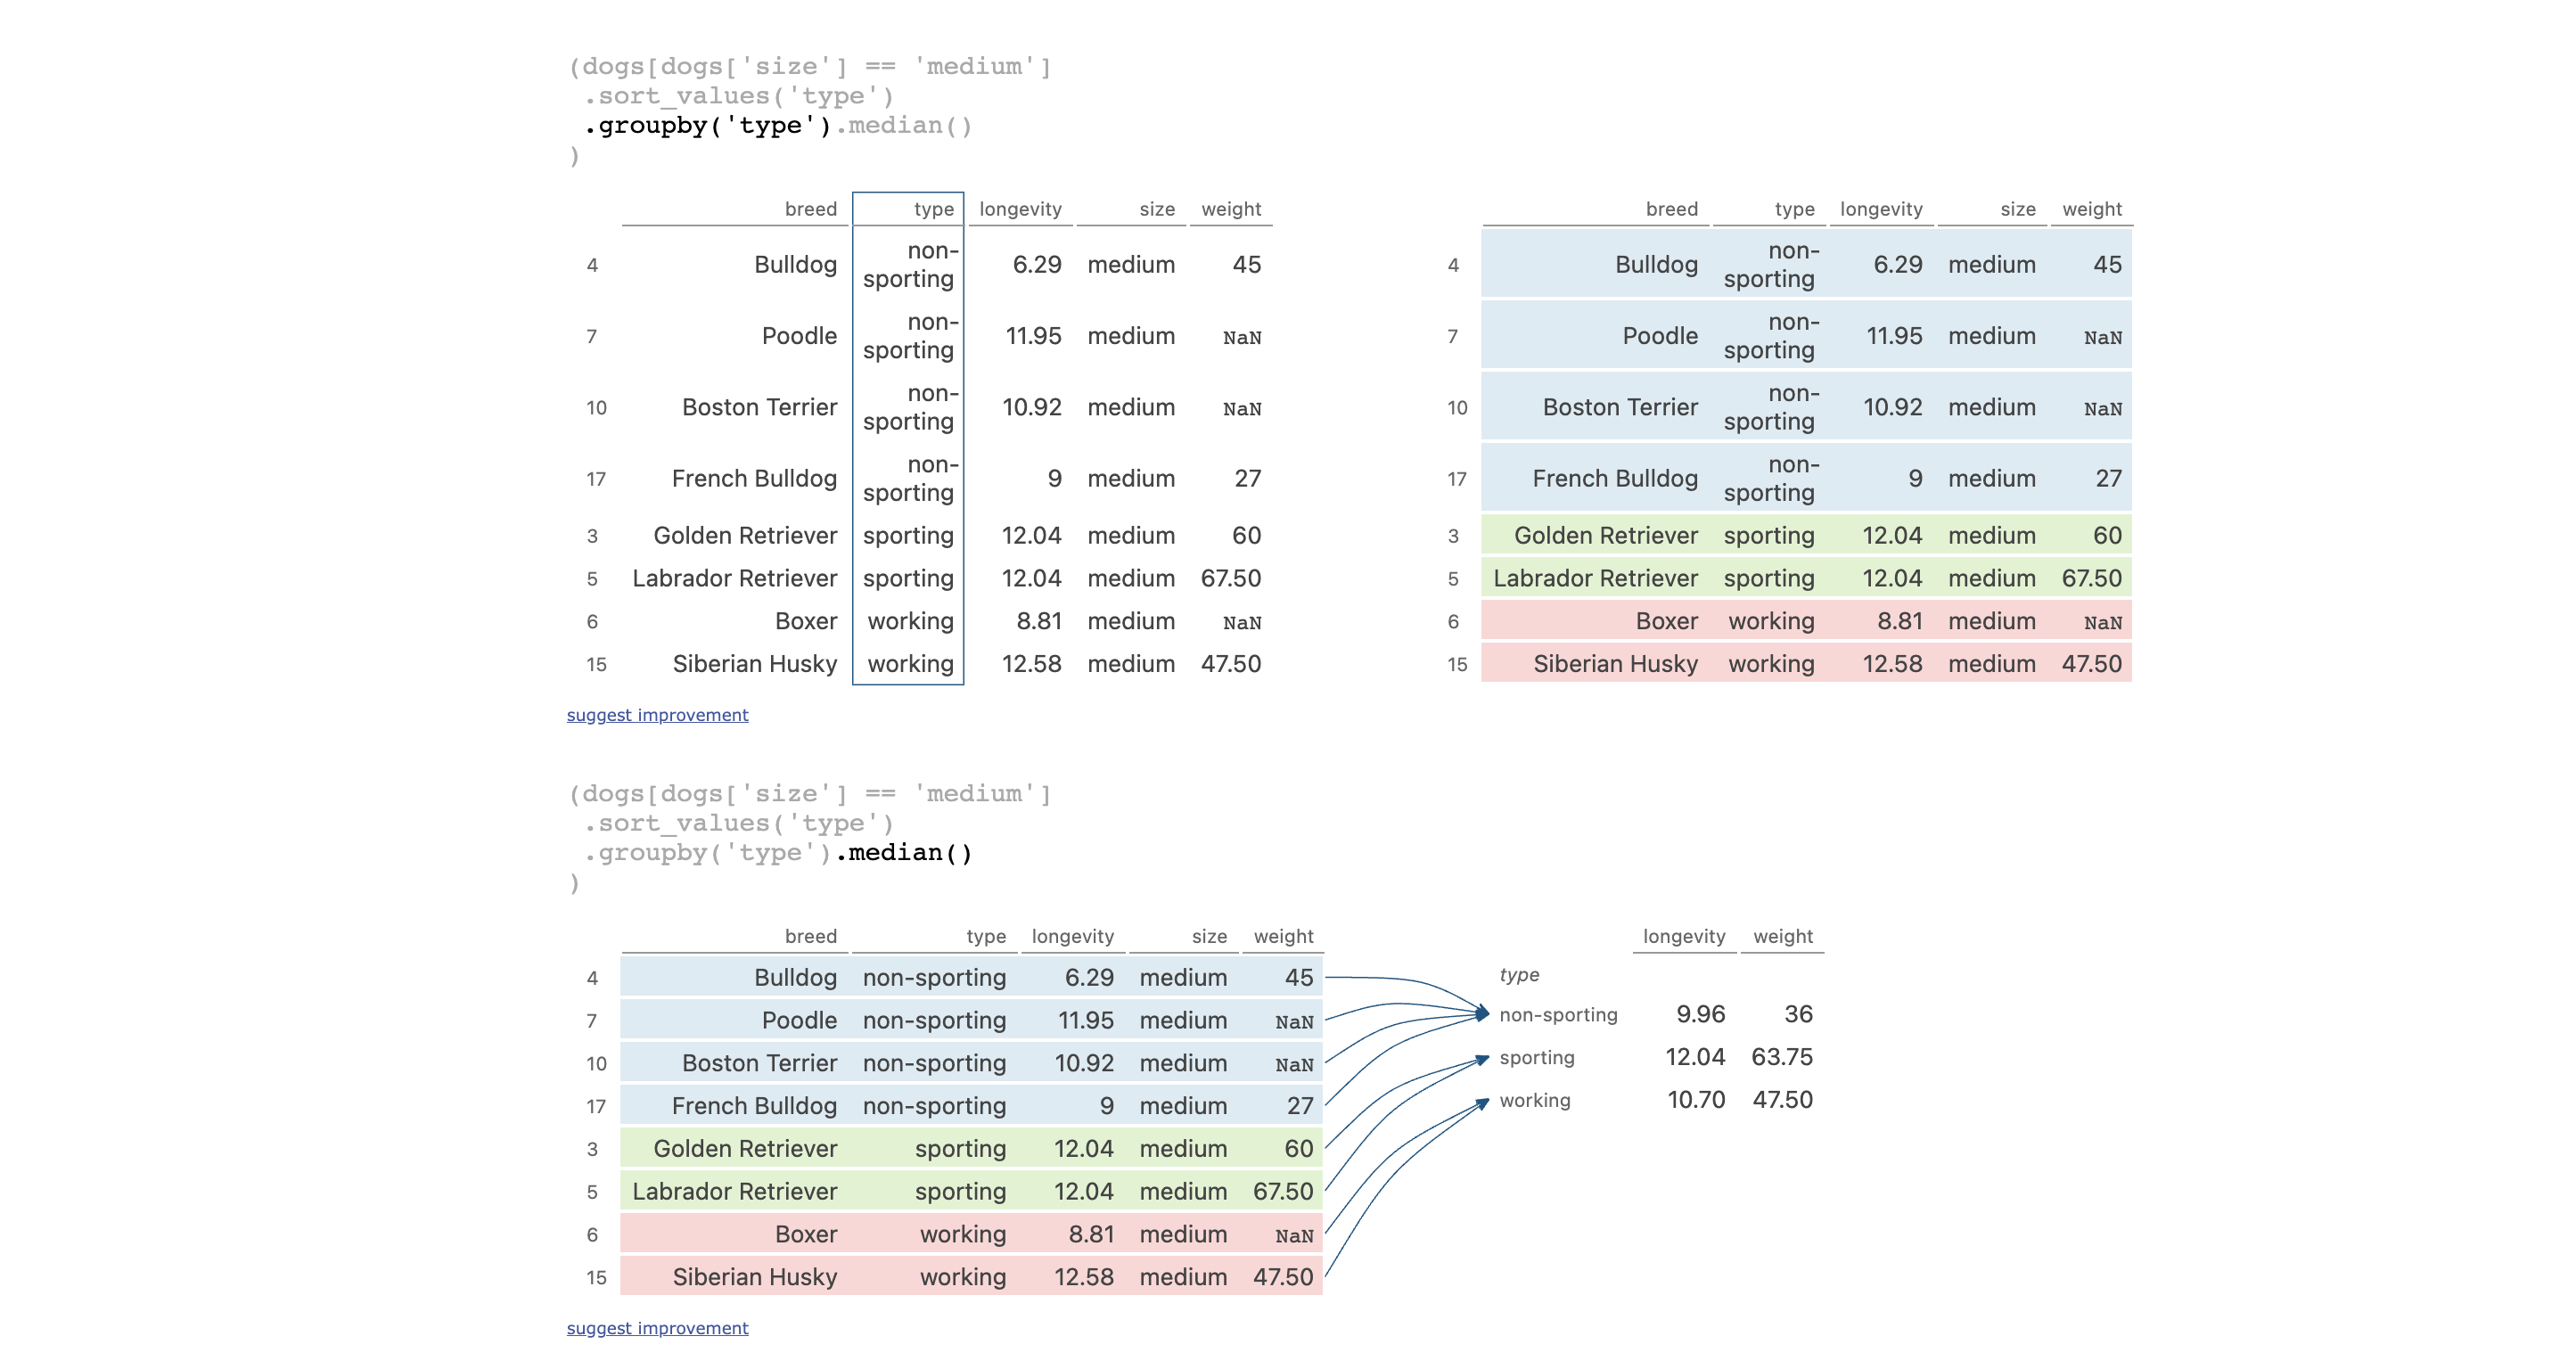 (dogs[dogs['size'] == 'medium']
 .sort_values('type')
 .groupby('type').median()
)
breed type longevity size weight
4 Bulldog non-sporting 6.29 medium 45
7 Poodle non-sporting 11.95 medium NaN
10 Boston Terrier non-sporting 10.92 medium NaN
17 French Bulldog non-sporting 9 medium 27
3 Golden Retriever sporting 12.04 medium 60
5 Labrador Retriever sporting 12.04 medium 67.50
6 Boxer working 8.81 medium NaN
15 Siberian Husky working 12.58 medium 47.50
breed type longevity size weight
4 Bulldog non-sporting 6.29 medium 45
7 Poodle non-sporting 11.95 medium NaN
10 Boston Terrier non-sporting 10.92 medium NaN
17 French Bulldog non-sporting 9 medium 27
3 Golden Retriever sporting 12.04 medium 60
5 Labrador Retriever sporting 12.04 medium 67.50
6 Boxer working 8.81 medium NaN
15 Siberian Husky working 12.58 medium 47.50
suggest improvement
(dogs[dogs['size'] == 'medium']
 .sort_values('type')
 .groupby('type').median()
)
breed type longevity size weight
4 Bulldog non-sporting 6.29 medium 45
7 Poodle non-sporting 11.95 medium NaN
10 Boston Terrier non-sporting 10.92 medium NaN
17 French Bulldog non-sporting 9 medium 27
3 Golden Retriever sporting 12.04 medium 60
5 Labrador Retriever sporting 12.04 medium 67.50
6 Boxer working 8.81 medium NaN
15 Siberian Husky working 12.58 medium 47.50
longevity weight
type
non-sporting 9.96 36
sporting 12.04 63.75
working 10.70 47.50
suggest improvement